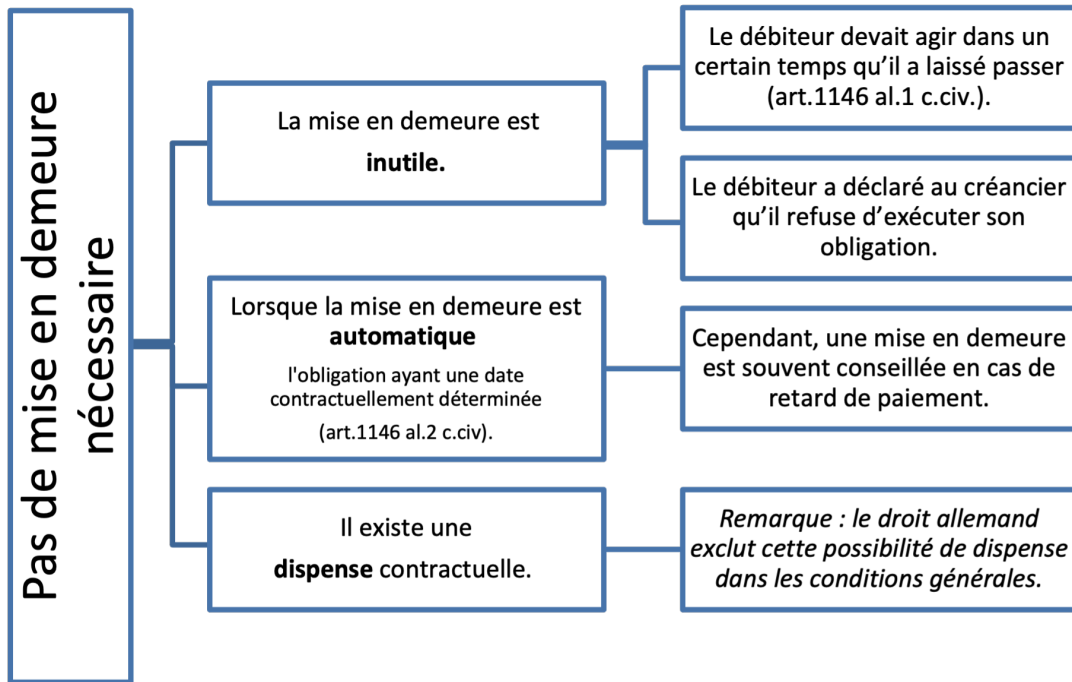 Pas de mise en demeure
nécessaire
La mise en demeure est
inutile.
Le débiteur devait agir dans un
certain temps qu’il a laissé passer
(art.1146 al.1 c.civ.).
Le débiteur a déclaré au créancier
qu’il refuse d’exécuter son
obligation.
Lorsque la mise en demeure est
automatique
l'obligation ayant une date
contractuellement déterminée
(art.1146 al.2 c.civ).
Cependant, une mise en demeure
est souvent conseillée en cas de
retard de paiement.
Il existe une
dispense contractuelle.
Remarque : le droit allemand
exclut cette possibilité de dispense
dans les conditions générales.